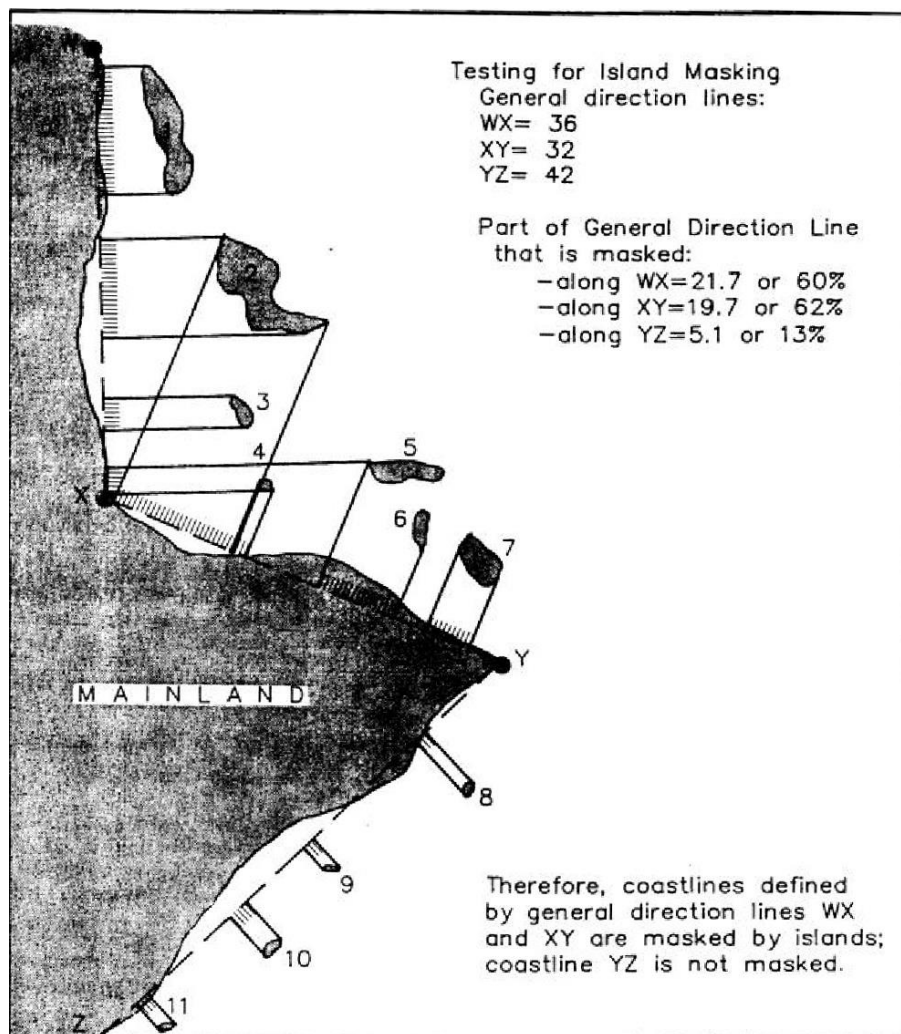 W
Testing for Island Masking
General direction lines:
WX= 36
XY= 32
YZ= 42
Part of General Direction Line
that is masked:
-along WX=21.7 or 60%
-along XY=19.7 or 62%
-along YZ=5.1 or 13%
2
3
4
5
X
6
7
Y
MAINLAND
8
9
10
11
Z
Therefore, coastlines defined
by general direction lines WX
and XY are masked by islands;
coastline YZ is not masked.